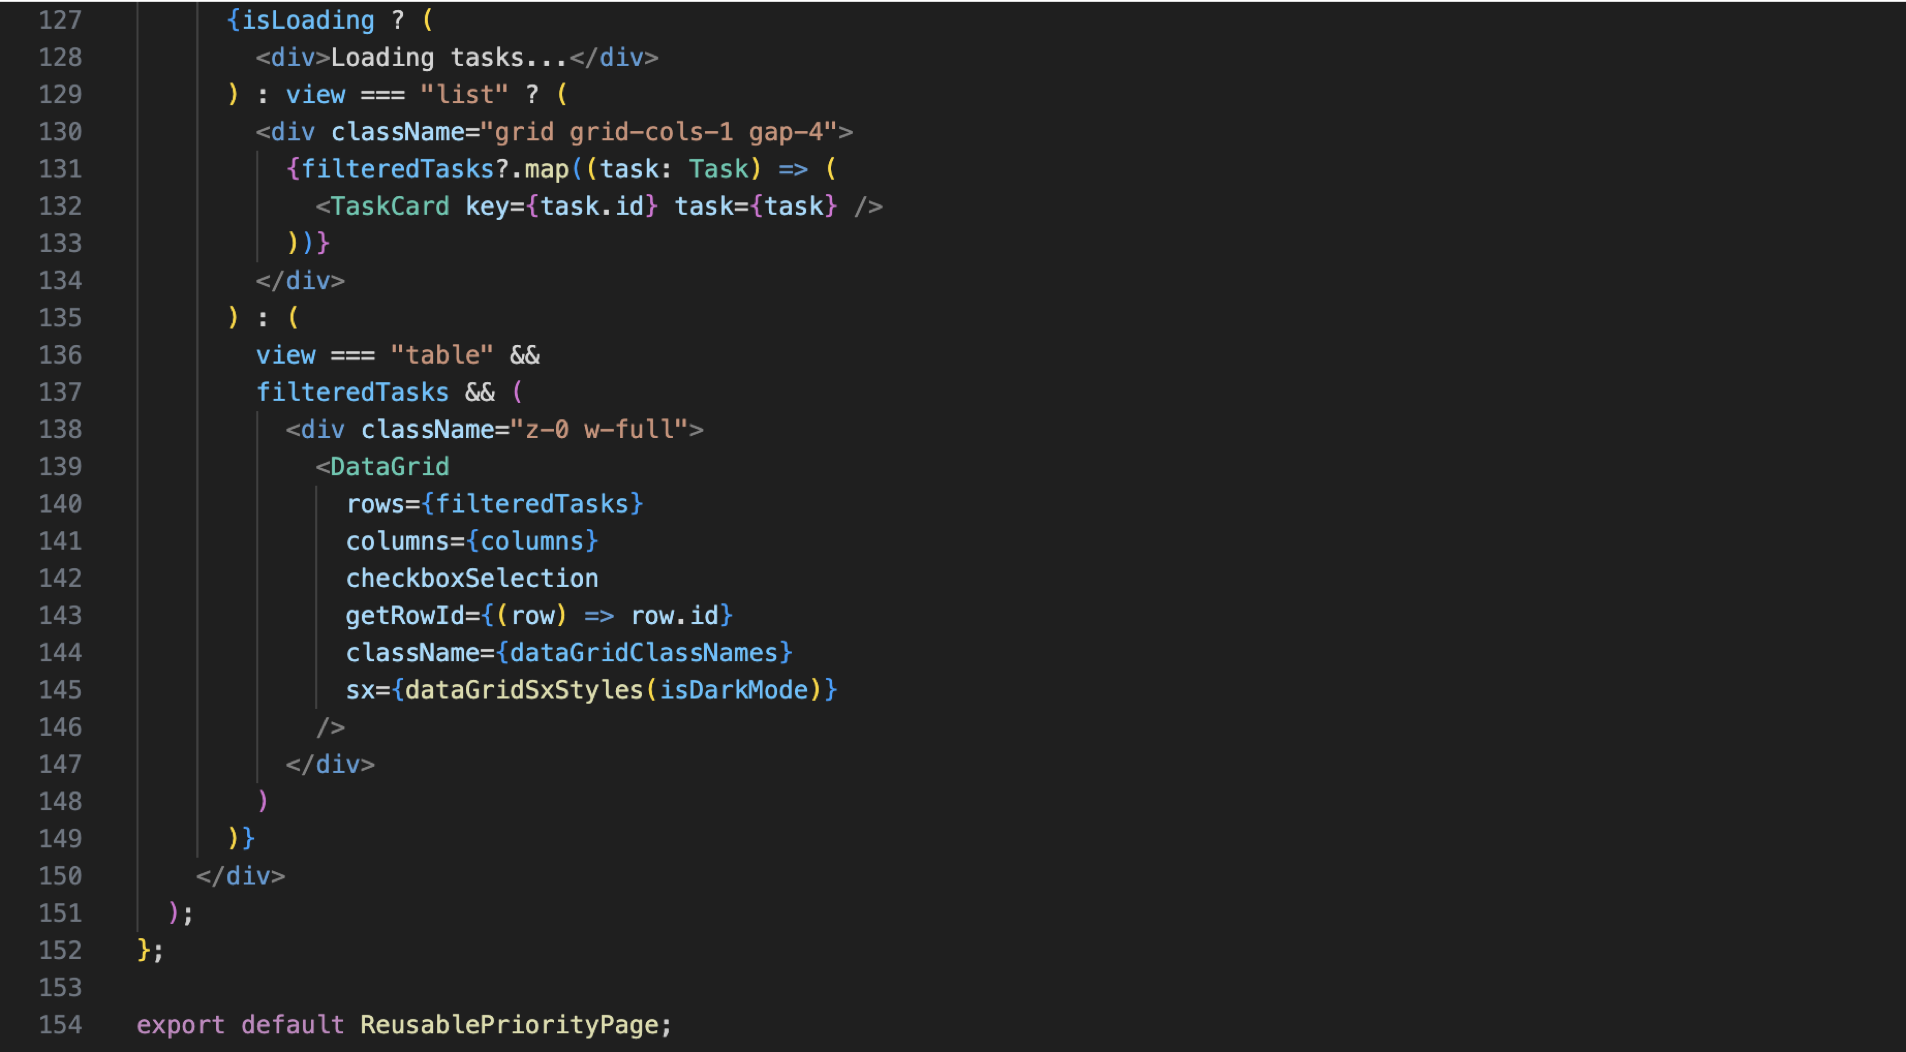 127 {isLoading ? (
128 <div>Loading tasks...</div>
129 ) : view === "list" ? (
130 <div className="grid grid-cols-1 gap-4">
131 {filteredTasks?.map((task: Task) => (
132 <TaskCard key={task.id} task={task} />
133 ))}
134 </div>
135 ) : (
136 view === "table" &&
137 filteredTasks && (
138 <div className="z-0 w-full">
139 <DataGrid
140 rows={filteredTasks}
141 columns={columns}
142 checkboxSelection
143 getRowId={(row) => row.id}
144 className={dataGridClassNames}
145 sx={dataGridSxStyles(isDarkMode)}
146 />
147 </div>
148 )
149 )}
150 </div>
151 );
152 };
153
154 export default ReusablePriorityPage;